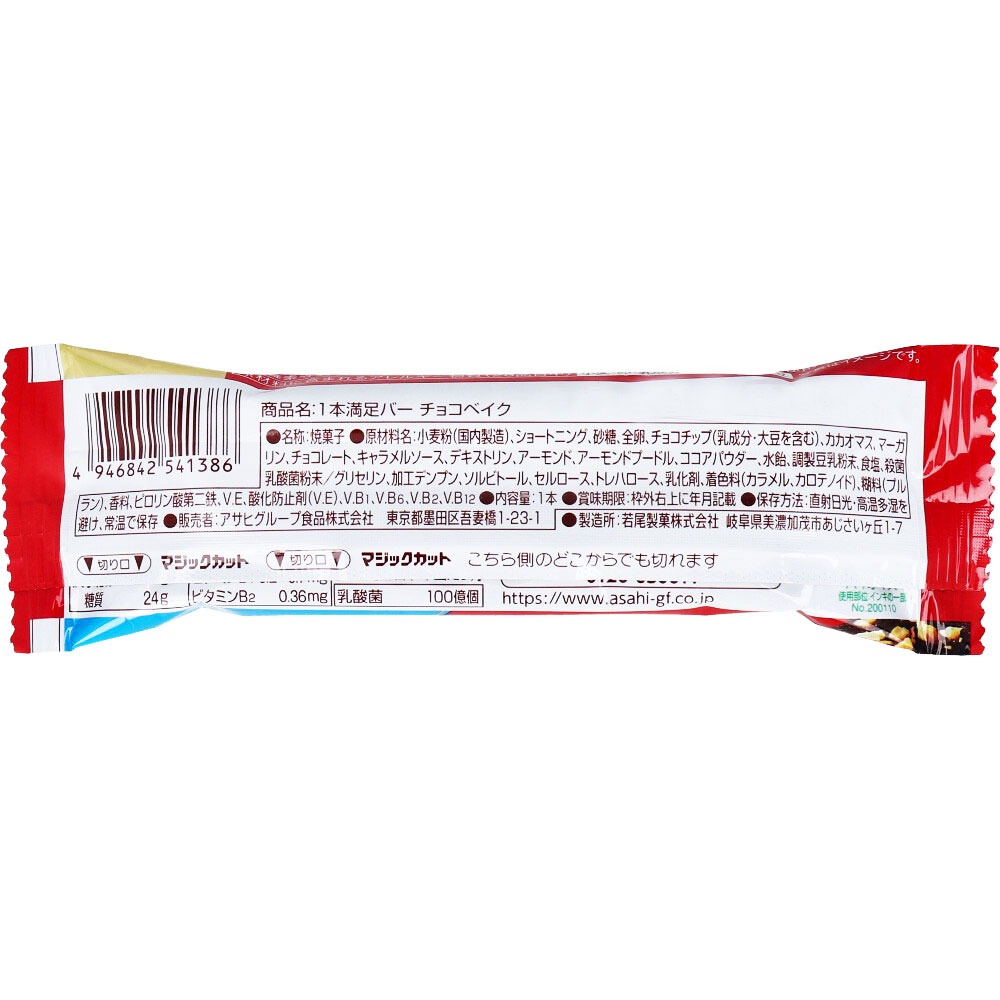 イメージです。
商品名:1本満足バー チョコベイク
●名称:焼菓子 ●原材料名:小麦粉(国内製造)、ショートニング、砂糖、全卵、チョコチップ(乳成分・大豆を含む)、カカオマス、マーガ
リン、チョコレート、キャラメルソース、デキストリン、アーモンド、アーモンドプードル、ココアパウダー、水飴、調製豆乳粉末、食塩、殺菌
乳酸菌粉末/グリセリン、加工デンプン、ソルビトール、セルロース、トレハロース、乳化剤、着色料(カラメル、カロテノイド)、糊料(プル
ラン)、香料、ピロリン酸第二鉄、V.E、酸化防止剤(V.E)、V.B1、V.B6、V.B2、V.B12 ●内容量:1本 ●賞味期限:枠外右上に年月記載 ●保存方法:直射日光・高温多湿を
避け、常温で保存 ●販売者:アサヒグループ食品株式会社 東京都墨田区吾妻橋1-23-1 ●製造所:若尾製菓株式会社 岐阜県美濃加茂市あじさいヶ丘1-7
4 946842 541386
▼切り口▼ マジックカット ▼切り口▼ マジックカット こちら側のどこからでも切れます
糖質 24g ビタミンB2 0.36mg 乳酸菌 100億個 https://www.asahi-gf.co.jp
使用部位 インキの一部
No.200110